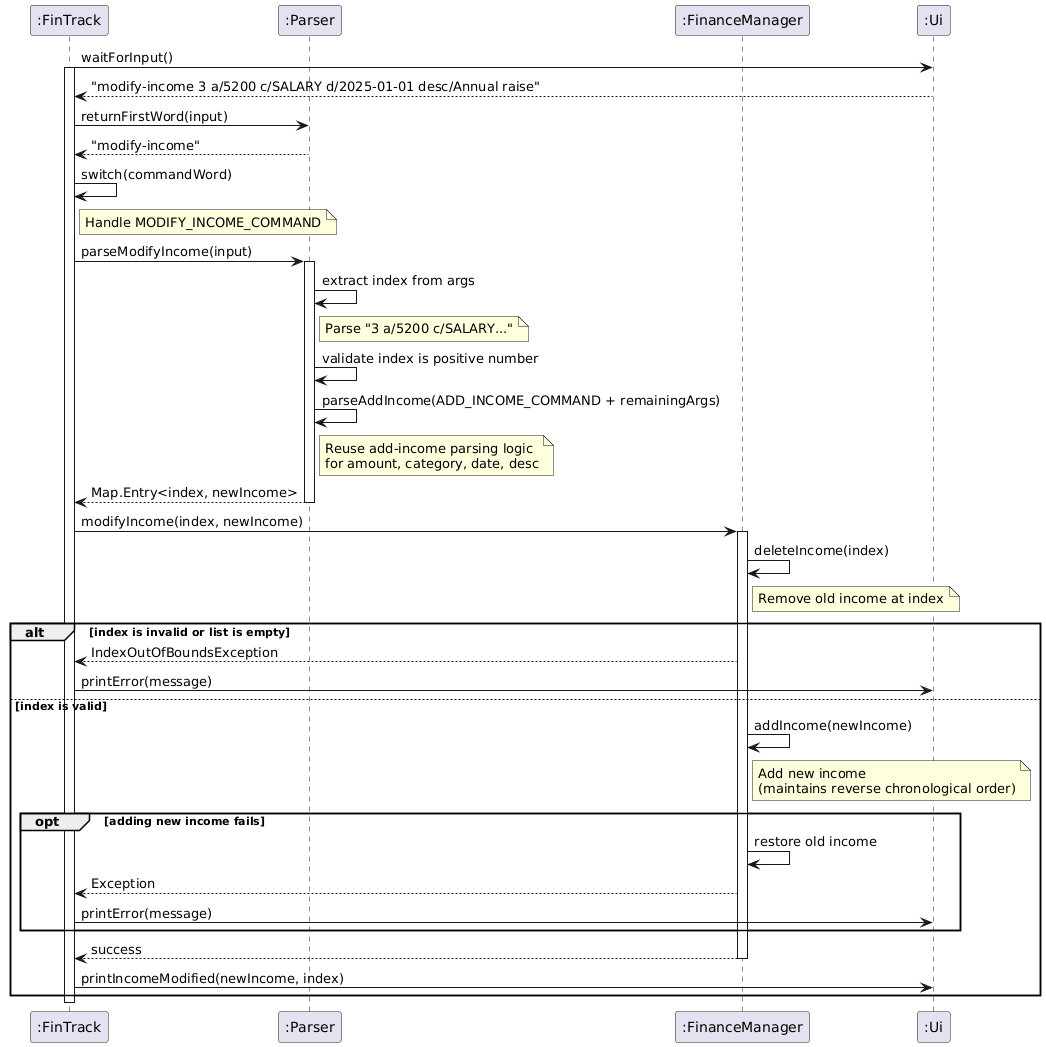 :FinTrack
:Parser
:FinanceManager
:Ui
waitForInput()
"modify-income 3 a/5200 c/SALARY d/2025-01-01 desc/Annual raise"
returnFirstWord(input)
"modify-income"
switch(commandWord)
Handle MODIFY_INCOME_COMMAND
parseModifyIncome(input)
extract index from args
Parse "3 a/5200 c/SALARY..."
validate index is positive number
parseAddIncome(ADD_INCOME_COMMAND + remainingArgs)
Reuse add-income parsing logic
for amount, category, date, desc
Map.Entry<index, newIncome>
modifyIncome(index, newIncome)
deleteIncome(index)
Remove old income at index
alt
[index is invalid or list is empty]
IndexOutOfBoundsException
printError(message)
[index is valid]
addIncome(newIncome)
Add new income
(maintains reverse chronological order)
opt
[adding new income fails]
restore old income
Exception
printError(message)
success
printIncomeModified(newIncome, index)
:FinTrack
:Parser
:FinanceManager
:Ui